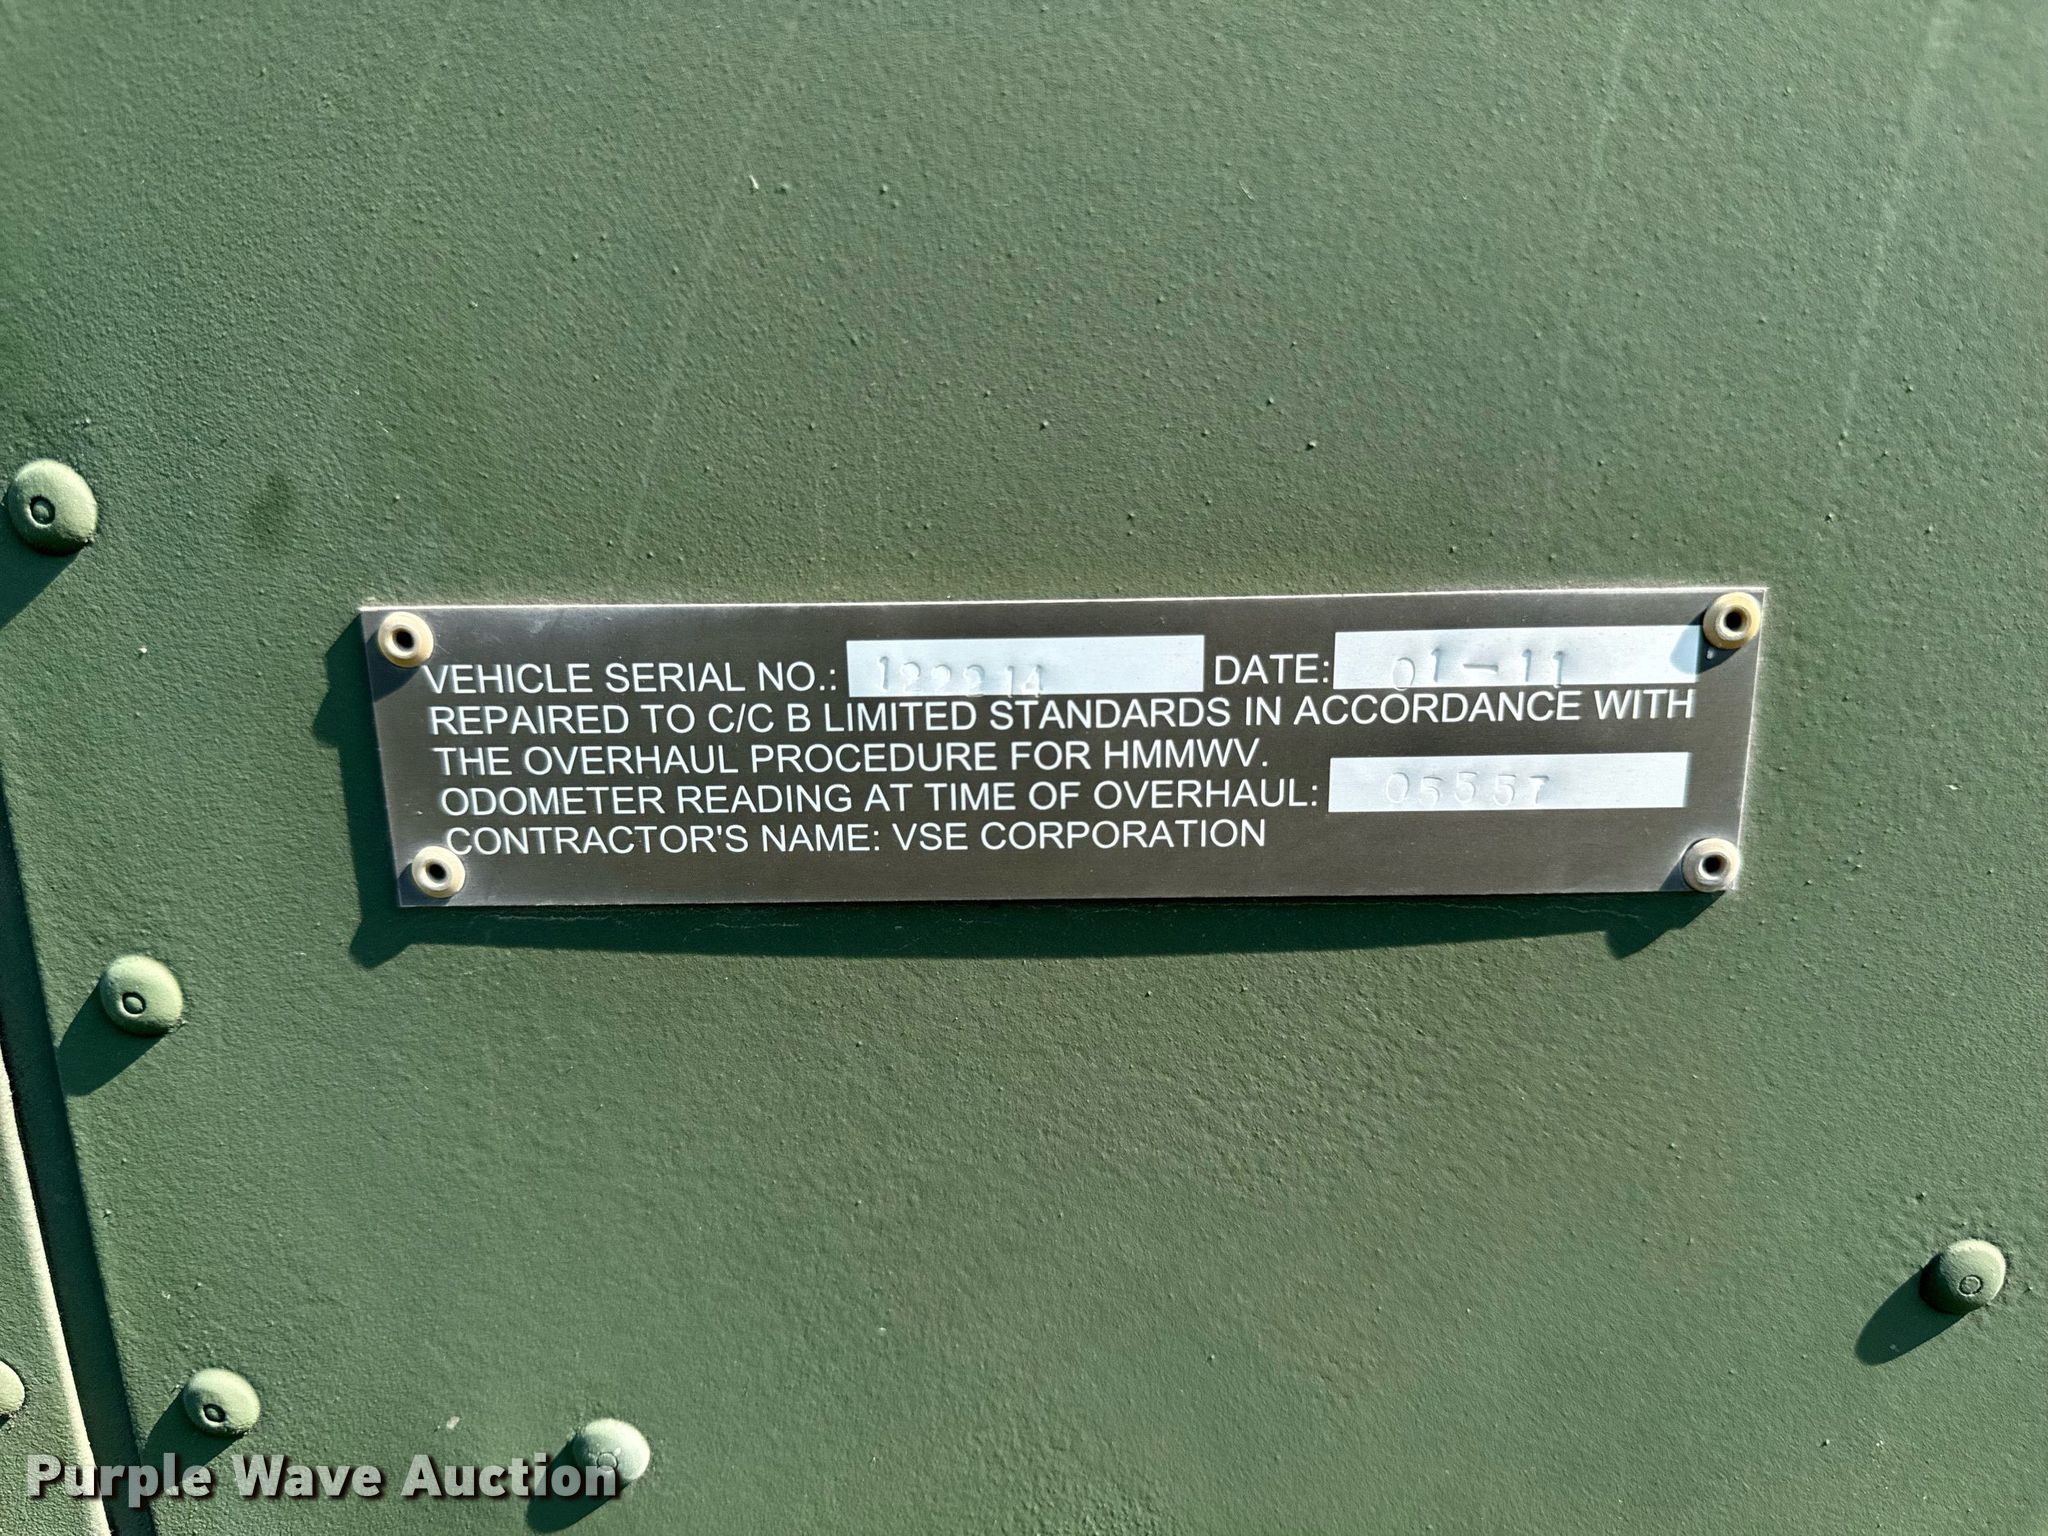 VEHICLE SERIAL NO.: 122214 DATE: 01-11
REPAIRED TO C/C B LIMITED STANDARDS IN ACCORDANCE WITH
THE OVERHAUL PROCEDURE FOR HMMWV.
ODOMETER READING AT TIME OF OVERHAUL: 05557
CONTRACTOR'S NAME: VSE CORPORATION
Purple Wave Auction